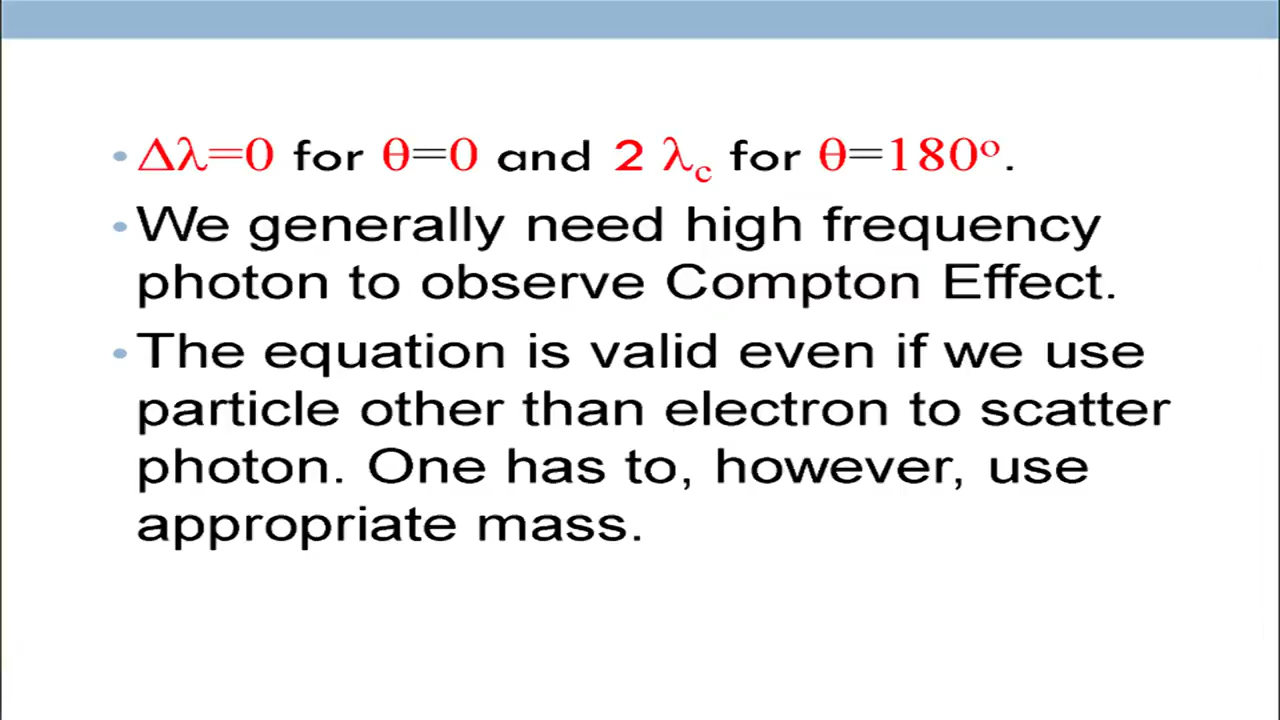 • Δλ=0 for θ=0 and 2 λc for θ=180º.
• We generally need high frequency
photon to observe Compton Effect.
• The equation is valid even if we use
particle other than electron to scatter
photon. One has to, however, use
appropriate mass.